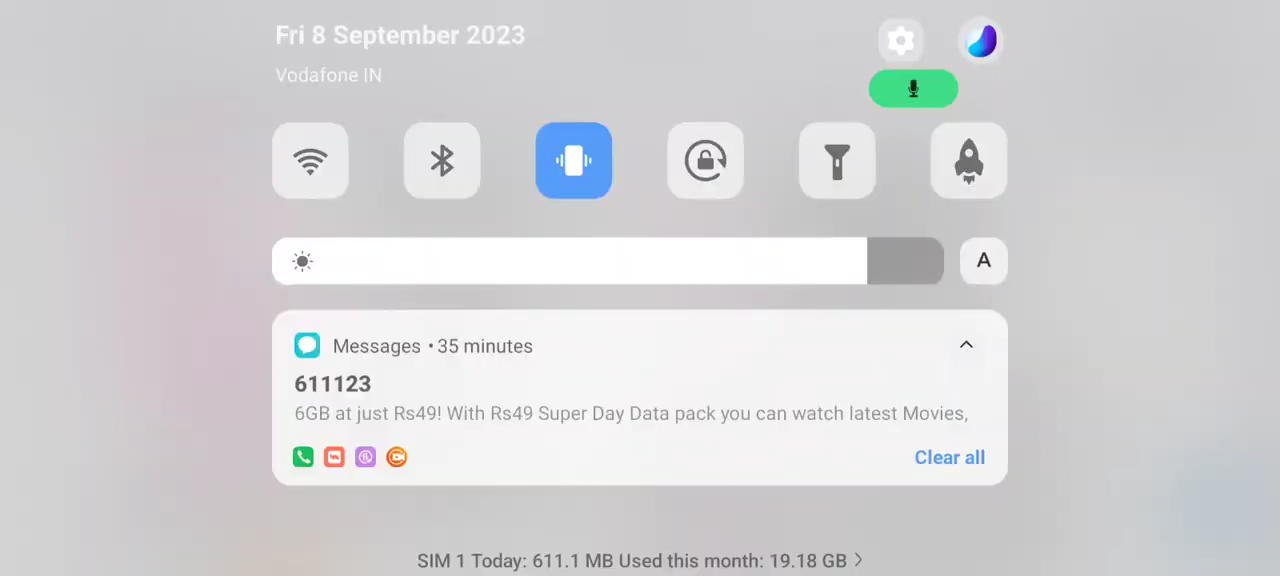 Fri 8 September 2023
Vodafone IN
A
Messages • 35 minutes
611123
6GB at just Rs49! With Rs49 Super Day Data pack you can watch latest Movies,
Clear all
SIM 1 Today: 611.1 MB Used this month: 19.18 GB >